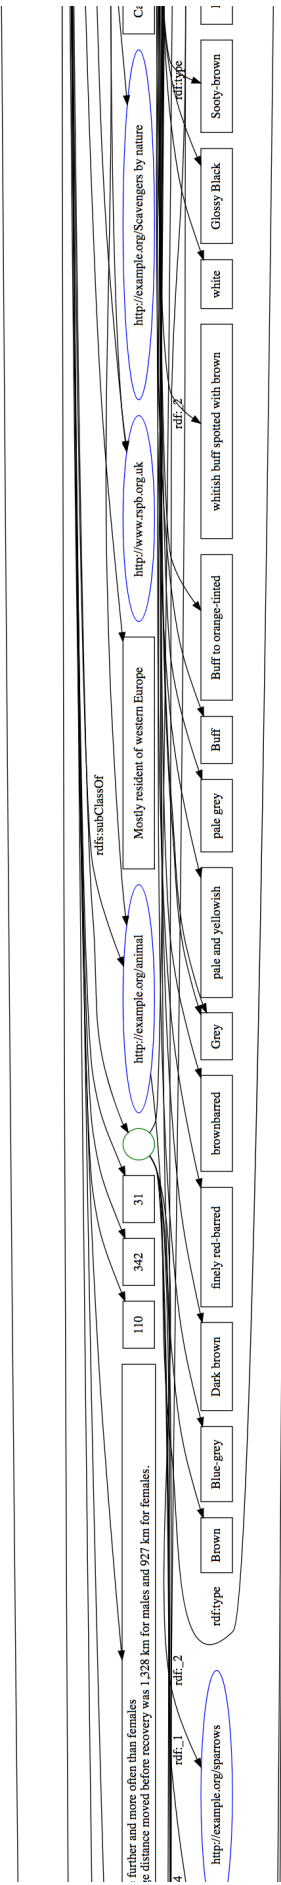 Ca
http://example.org/Scavengers by nature
http://www.rspb.org.uk
Mostly resident of western Europe
rdfs:subClassOf
http://example.org/animal
31
342
110
further and more often than females
ge distance moved before recovery was 1,328 km for males and 927 km for females.
rdf:type
Sooty-brown
Glossy Black
white
rdf:_2
whitish buff spotted with brown
Buff to orange-tinted
Buff
pale grey
pale and yellowish
Grey
brownbarred
finely red-barred
Dark brown
Blue-grey
Brown
rdf:type
rdf:_2
rdf:_1
http://example.org/sparrows
4